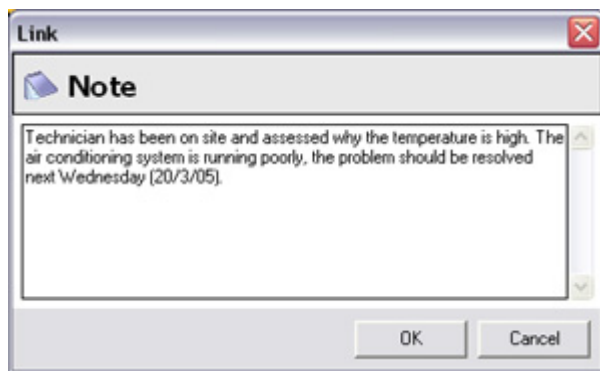 Link
Note
Technician has been on site and assessed why the temperature is high. The
air conditioning system is running poorly, the problem should be resolved
next Wednesday (20/3/05).
OK Cancel